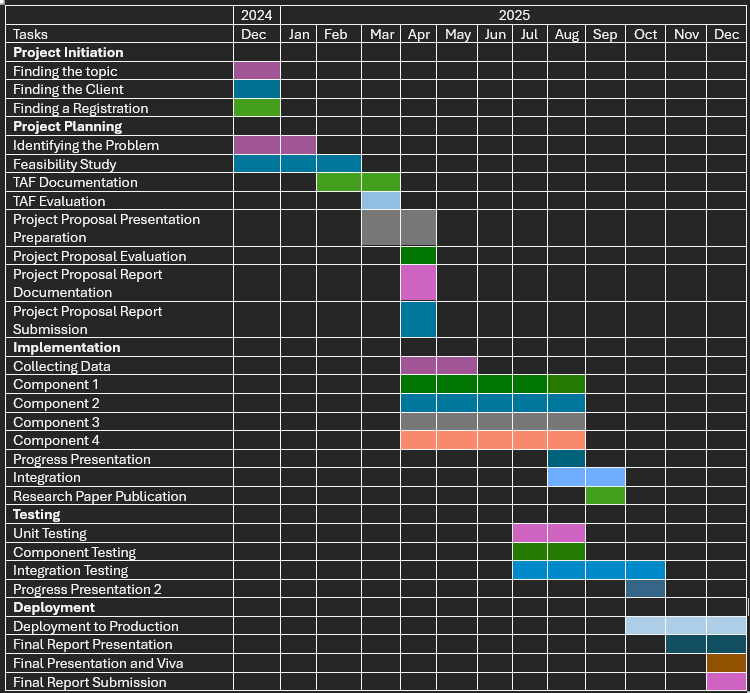 2024 2025
Tasks Dec Jan Feb Mar Apr May Jun Jul Aug Sep Oct Nov Dec
Project Initiation
Finding the topic
Finding the Client
Finding a Registration
Project Planning
Identifying the Problem
Feasibility Study
TAF Documentation
TAF Evaluation
Project Proposal Presentation
Preparation
Project Proposal Evaluation
Project Proposal Report
Documentation
Project Proposal Report
Submission
Implementation
Collecting Data
Component 1
Component 2
Component 3
Component 4
Progress Presentation
Integration
Research Paper Publication
Testing
Unit Testing
Component Testing
Integration Testing
Progress Presentation 2
Deployment
Deployment to Production
Final Report Presentation
Final Presentation and Viva
Final Report Submission